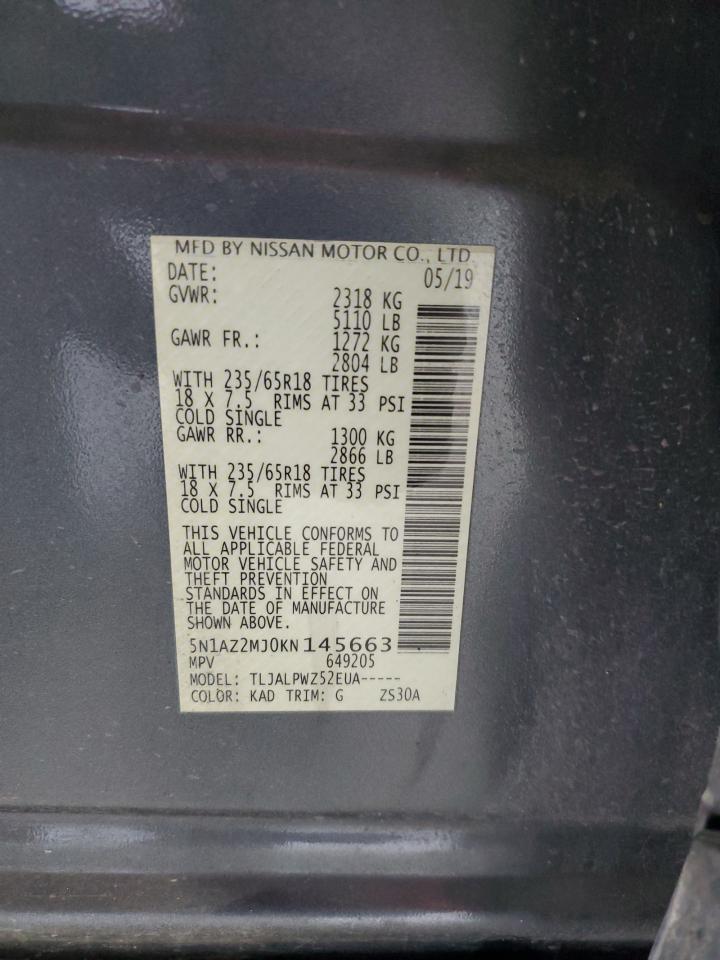 MFD BY NISSAN MOTOR CO., LTD.
DATE: 05/19
GVWR: 2318 KG
5110 LB
GAWR FR.: 1272 KG
2804 LB
WITH 235/65R18 TIRES
18 X 7.5 RIMS AT 33 PSI
COLD SINGLE
GAWR RR.: 1300 KG
2866 LB
WITH 235/65R18 TIRES
18 X 7.5 RIMS AT 33 PSI
COLD SINGLE
THIS VEHICLE CONFORMS TO
ALL APPLICABLE FEDERAL
MOTOR VEHICLE SAFETY AND
THEFT PREVENTION
STANDARDS IN EFFECT ON
THE DATE OF MANUFACTURE
SHOWN ABOVE.
5N1AZ2MJ0KN145663
MPV 649205
MODEL: TLJALPWZ52EUA-----
COLOR: KAD TRIM: G ZS30A